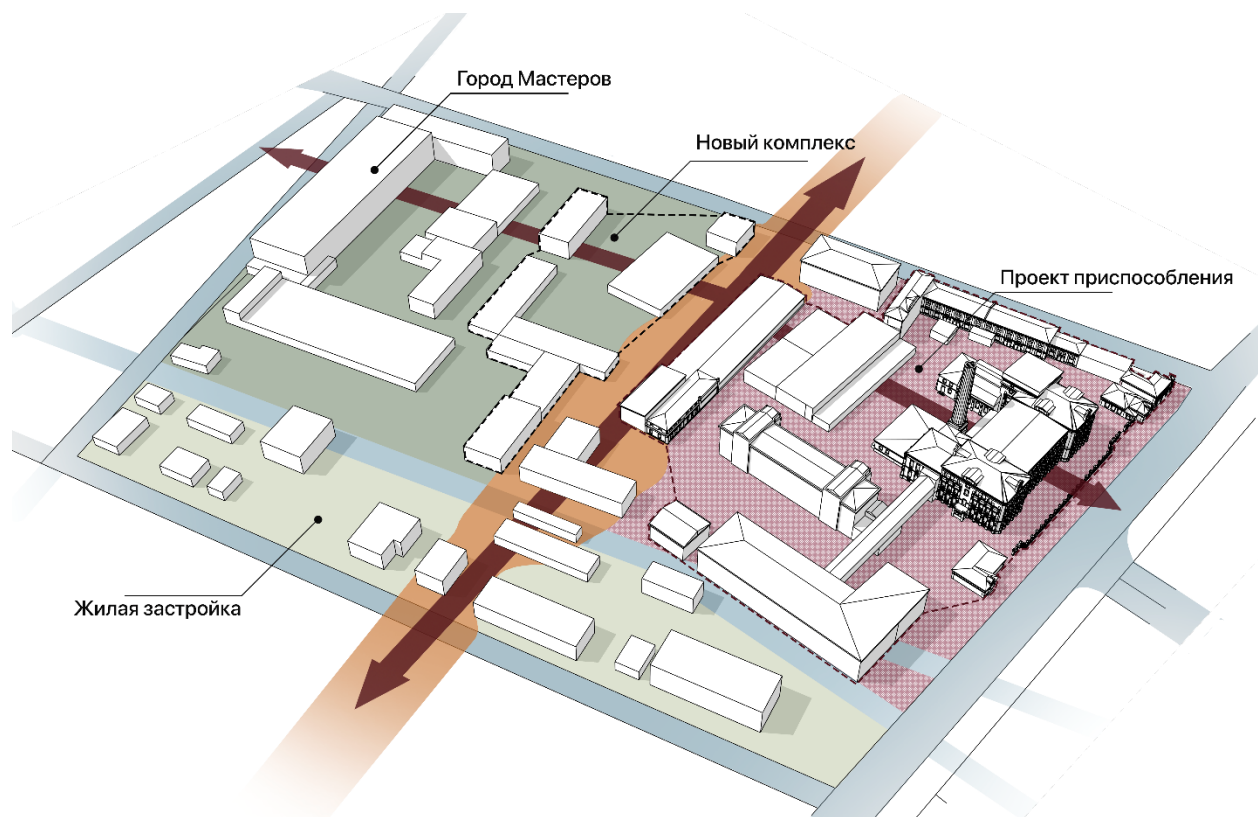 Город Мастеров
Новый комплекс
Проект приспособления
Жилая застройка